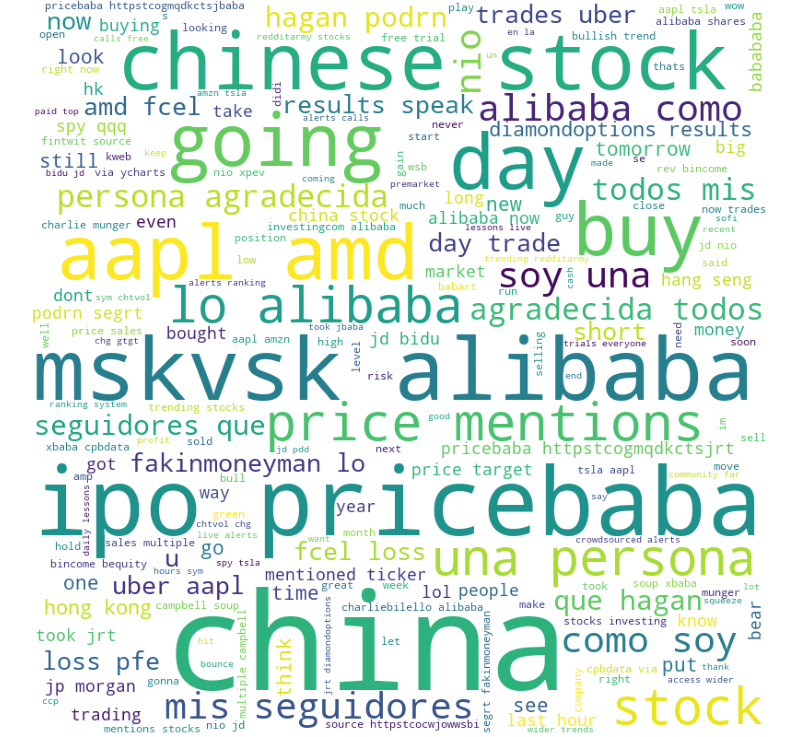 pricebaba httpstcogmqdkctsjbaba
play
aapl tsla
wow
s
hagan podrn
trades uber
now
buying
alibaba shares
open
looking
redditarmy stocks
free trial
en la
bullish trend
calls free
un
thats
look
right now
chinese stock
nio
babababa
hk
amzn tsla
didi
paid top
amd fcel
take
results speak
alibaba como
spy qqq
alerts calls
never
diamondoptions results
fintwit stock
going
start
day
tomorrow
big
still
gain
wsb
made
se
bidu jd
via ycharts
kweb
keep
nio xpev
coming
premarket
rev bincome
persona agradecida
long
todos mis
charlie munger
even
china stock
new
close
now trades
investingcom alibaba
alibaba now
guy
sofi
buy
recent
aapl amd
position
lessons live
day trade
jd nio
low
trending redditarmy
said
dont
alerts ranking
market
soy una
cash
hang seng
sym chtvol
babart
run
podrn segrt
lo alibaba
agradecida todos
well
price sales
took jbaba
bought
chg gtgt
aapl amzn
high
level
jd bidu
short
money
selling
trials everyone
need
soon
mskvsk alibaba
risk
end
ranking system
trending stocks
profit
good
im
seguidores que
sold
price mentions
sell
xbaba cpbdata
jd pdd
next
pricebaba httpstcogmqdkctsjrt
got
fakinmoneyman lo
price target
tsla aapl
move
community far
amp
bull
say
way
ipo pricebaba
year
green
chtvol chg
daily lessons
live alerts
want
month
crowdsourced alerts
hold
sales multiple
u
go
fcel loss
una persona
bincome bequity
hours sym
spy tsla
mentioned ticker
took
soup xbaba
munger
lot
one
uber aapl
time
great
week
lol
people
que hagan
squeeze
hong kong
campbell soup
charliebilello alibaba
make
stocks investing
china
bear
took jrt
hit
let
como soy
know
multiple campbell
think
jrt diamondoptions
segrt fakinmoneyman
loss pfe
bounce
put
cpbdata via
thank
right
access wider
jp morgan
gonna
company
ccp
trading
mis seguidores
see
stock
last hour
mentions stocks
nio jd
source httpstcocwjowwsbi
wider trends